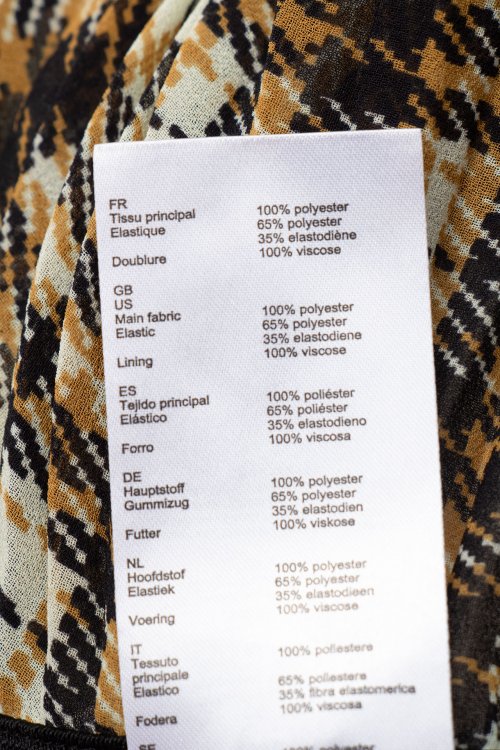 FR
Tissu principal 100% polyester
Elastique 65% polyester
35% elastodiène
Doublure 100% viscose
GB
US
Main fabric 100% polyester
Elastic 65% polyester
35% elastodiene
Lining 100% viscose
ES
Tejido principal 100% poliéster
Elástico 65% poliéster
35% elastodieno
Forro 100% viscosa
DE
Hauptstoff 100% polyester
Gummizug 65% polyester
35% elastodien
Futter 100% viskose
NL
Hoofdstof 100% polyester
Elastiek 65% polyester
35% elastodieen
Voering 100% viscose
IT
Tessuto 100% poliestere
principale
Elastico 65% poliestere
35% fibra elastomerica
Fodera 100% viscosa
SE